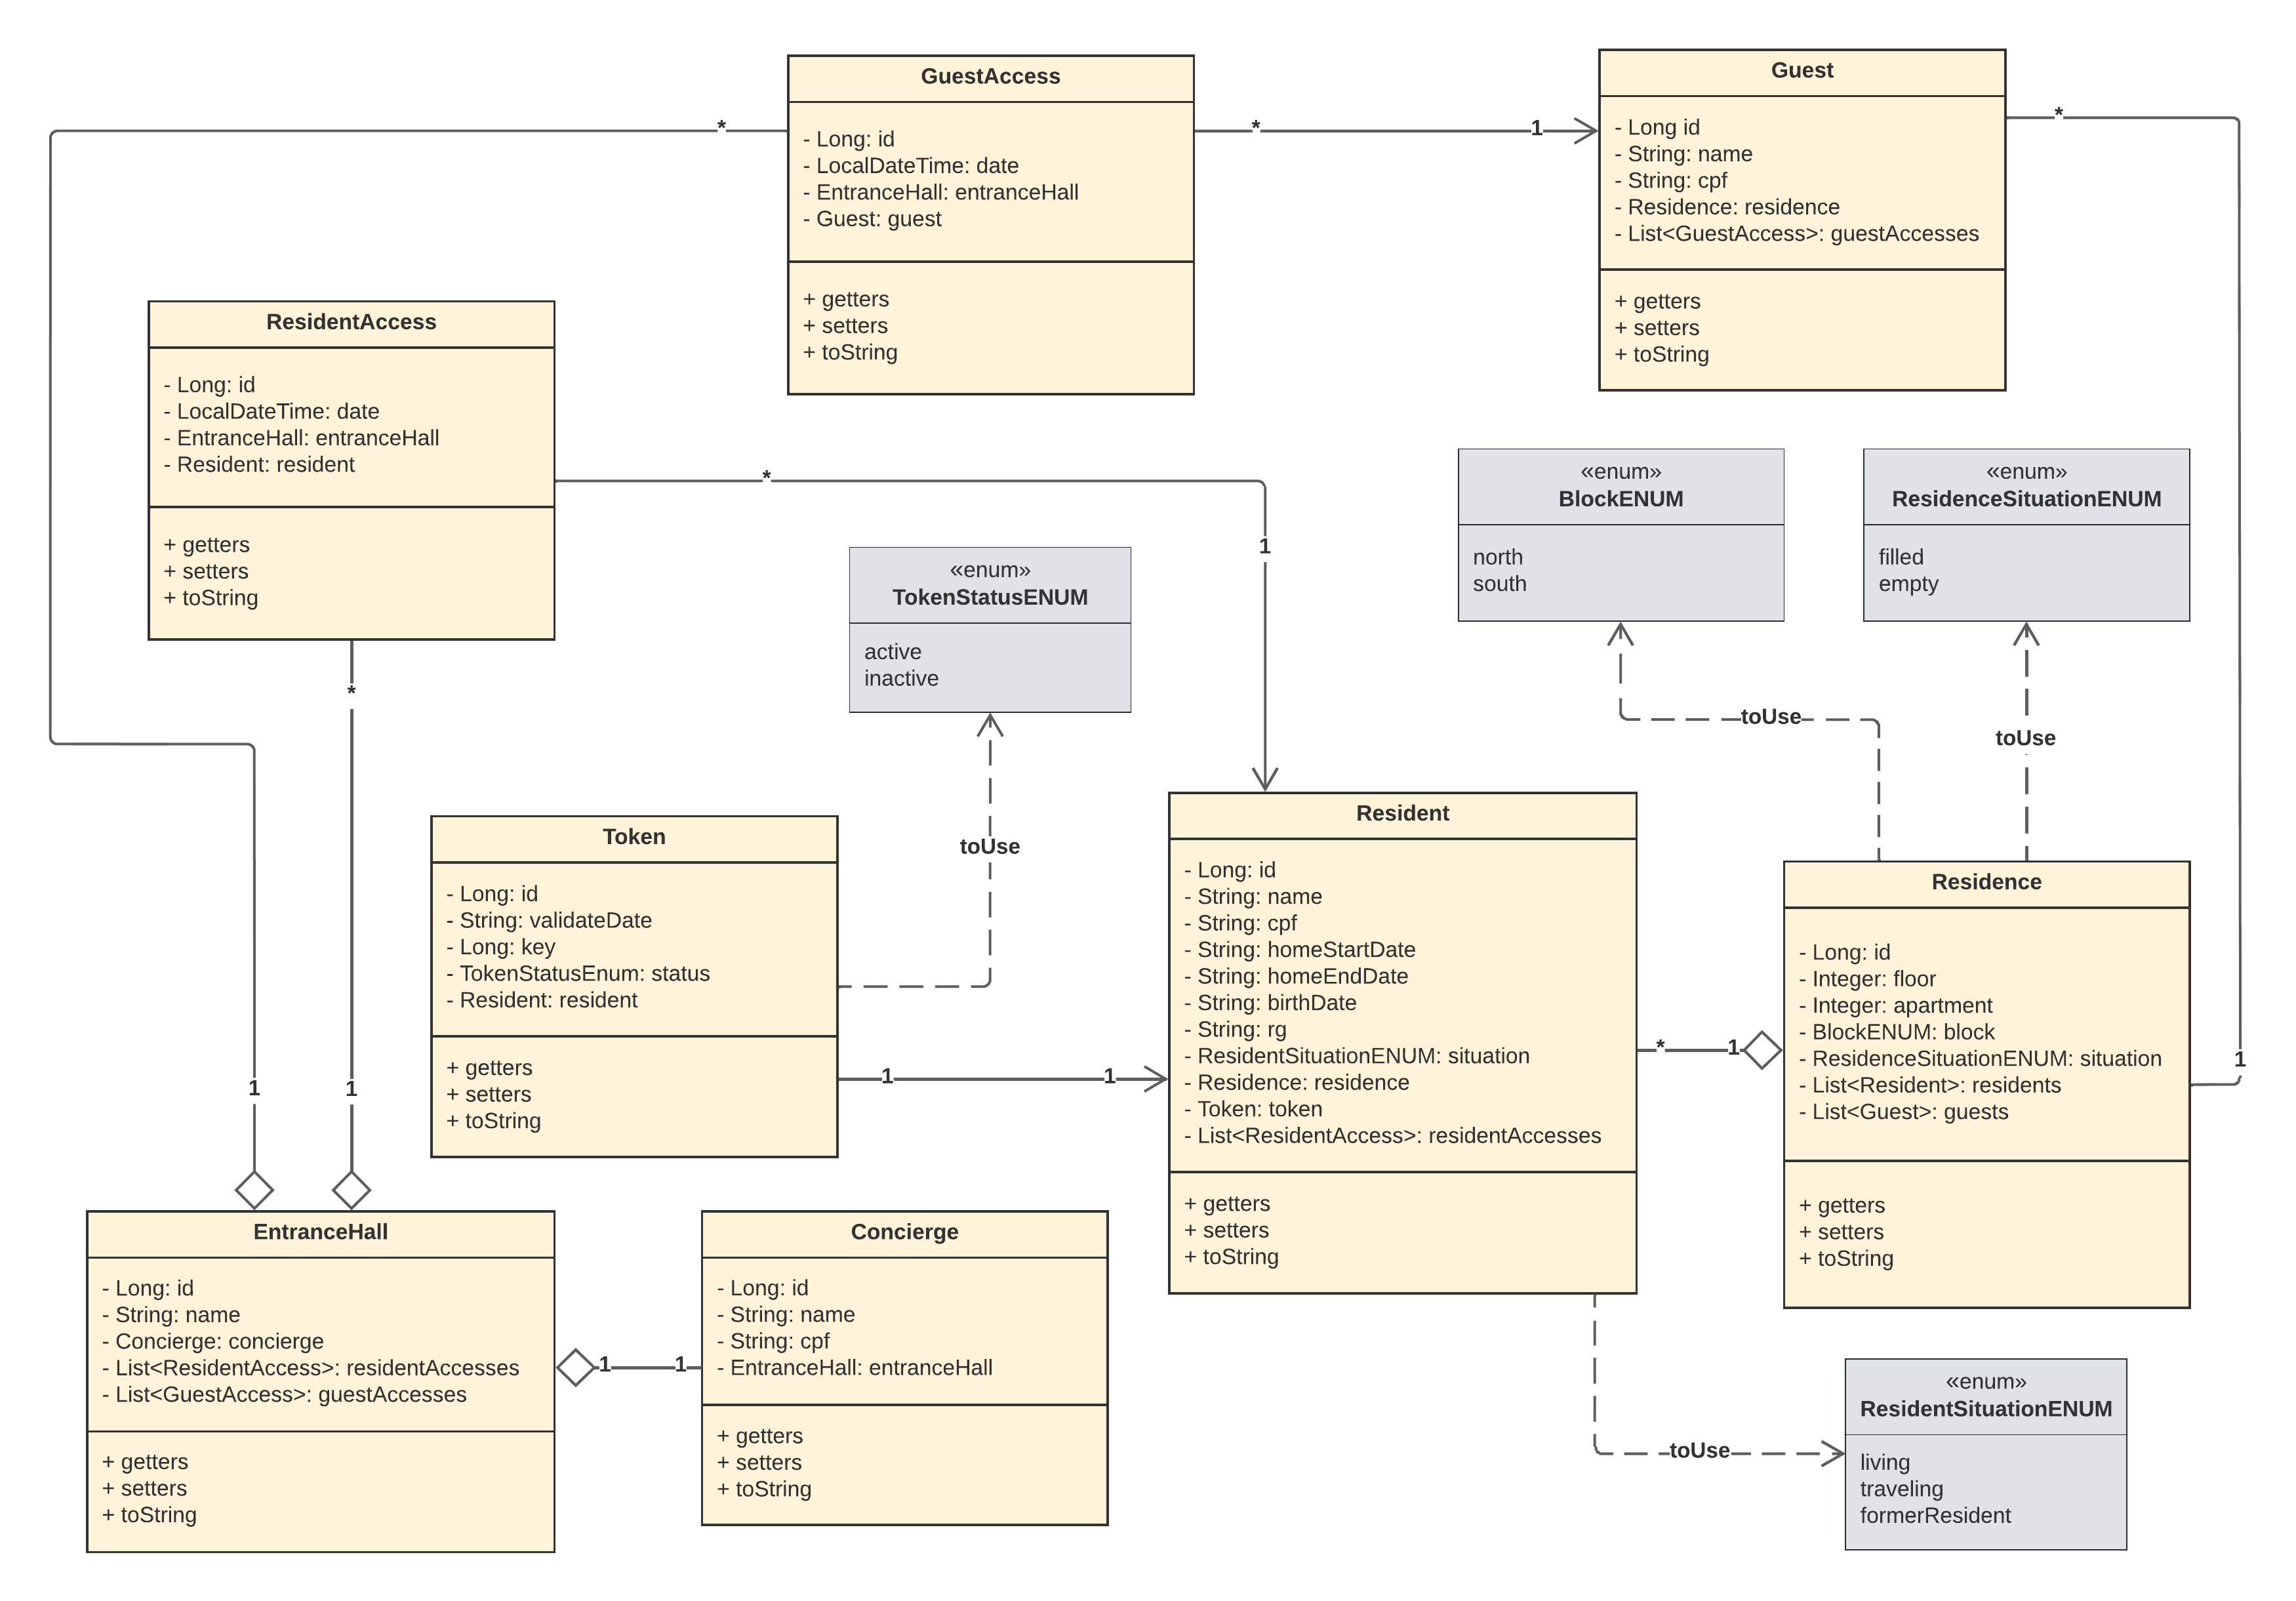 GuestAccess
- Long: id
- LocalDateTime: date
- EntranceHall: entranceHall
- Guest: guest
+ getters
+ setters
+ toString
Guest
- Long id
- String: name
- String: cpf
- Residence: residence
- List<GuestAccess>: guestAccesses
+ getters
+ setters
+ toString
*
*
1
*
ResidentAccess
- Long: id
- LocalDateTime: date
- EntranceHall: entranceHall
- Resident: resident
+ getters
+ setters
+ toString
*
1
*
«enum»
TokenStatusENUM
active
inactive
toUse
«enum»
BlockENUM
north
south
toUse
«enum»
ResidenceSituationENUM
filled
empty
toUse
Token
- Long: id
- String: validateDate
- Long: key
- TokenStatusEnum: status
- Resident: resident
+ getters
+ setters
+ toString
1
1
Resident
- Long: id
- String: name
- String: cpf
- String: homeStartDate
- String: homeEndDate
- String: birthDate
- String: rg
- ResidentSituationENUM: situation
- Residence: residence
- Token: token
- List<ResidentAccess>: residentAccesses
+ getters
+ setters
+ toString
*
1
Residence
- Long: id
- Integer: floor
- Integer: apartment
- BlockENUM: block
- ResidenceSituationENUM: situation
- List<Resident>: residents
- List<Guest>: guests
+ getters
+ setters
+ toString
1
1
1
EntranceHall
- Long: id
- String: name
- Concierge: concierge
- List<ResidentAccess>: residentAccesses
- List<GuestAccess>: guestAccesses
+ getters
+ setters
+ toString
1
1
Concierge
- Long: id
- String: name
- String: cpf
- EntranceHall: entranceHall
+ getters
+ setters
+ toString
toUse
«enum»
ResidentSituationENUM
living
traveling
formerResident